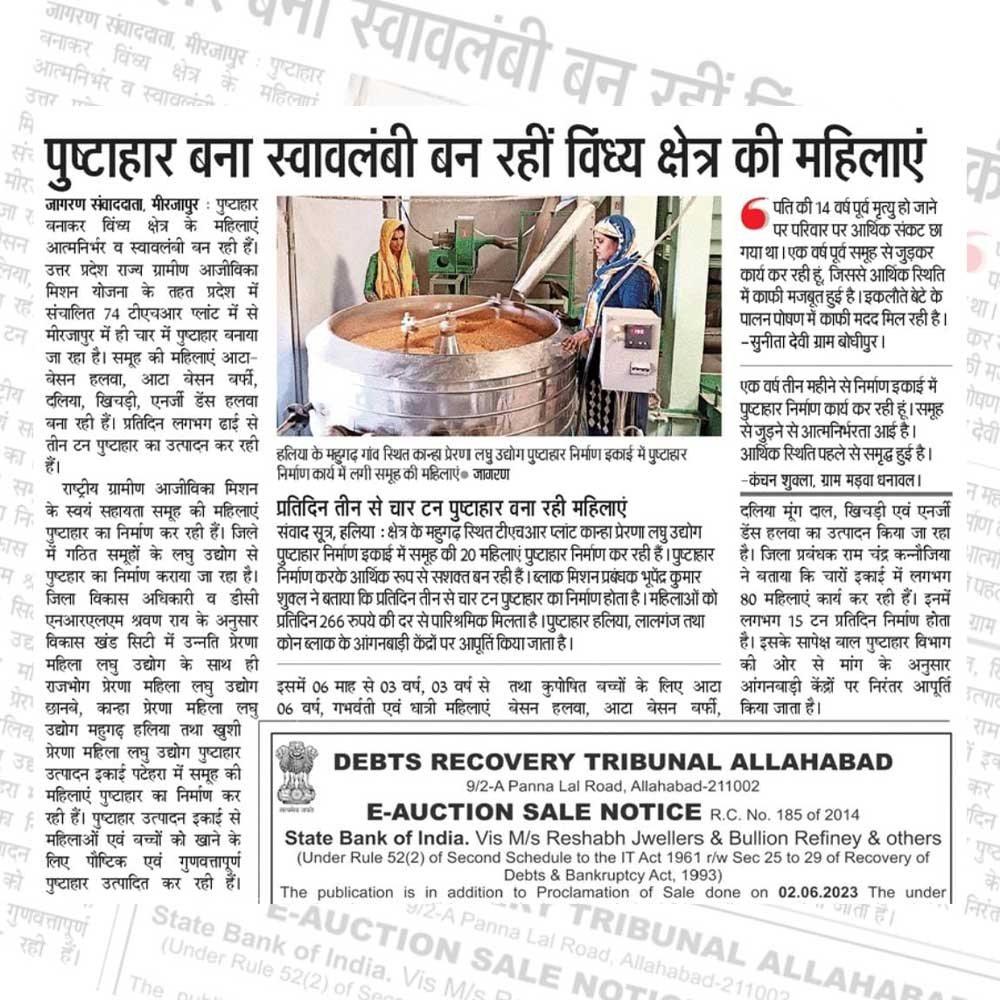 पुष्टाहार बना स्वावलंबी बन रहीं विंध्य क्षेत्र की महिलाएं
जागरण संवाददाता, मीरजापुर : पुष्टाहार
बनाकर विंध्य क्षेत्र के महिलाएं
आत्मनिर्भर व स्वावलंबी बन रही हैं।
उत्तर प्रदेश राज्य ग्रामीण आजीविका
मिशन योजना के तहत प्रदेश में
संचालित 74 टीएचआर प्लांट में से
मीरजापुर में ही चार में पुष्टाहार बनाया
जा रहा है। समूह की महिलाएं आटा-
बेसन हलवा, आटा बेसन बर्फी,
दलिया, खिचड़ी, एनर्जी डेंस हलवा
बना रही हैं। प्रतिदिन लगभग ढाई से
तीन टन पुष्टाहार का उत्पादन कर रही
हैं।
राष्ट्रीय ग्रामीण आजीविका मिशन
के स्वयं सहायता समूह की महिलाएं
पुष्टाहार का निर्माण कर रही हैं। जिले
में गठित समूहों के लघु उद्योग से
पुष्टहार का निर्माण कराया जा रहा है।
जिला विकास अधिकारी व डीसी
एनआरएलएम श्रवण राय के अनुसार
विकास खंड सिटी में उन्नति प्रेरणा
महिला लघु उद्योग के साथ ही
राजभोग प्रेरणा महिला लघु उद्योग
छानबे, कान्हा प्रेरणा महिला लघु
उद्योग महुगढ़ हलिया तथा खुशी
प्रेरणा महिला लघु उद्योग पुष्टाहार
उत्पादन इकाई पटेहरा में समूह की
महिलाएं पुष्टाहार का निर्माण कर
रही हैं। पुष्टाहार उत्पादन इकाई से
महिलाओं एवं बच्चों को खाने के
लिए पौष्टिक एवं गुणवत्तापूर्ण
पुष्टाहार उत्पादित कर रही हैं।
हलिया के महुगढ़ गांव स्थित कान्हा प्रेरणा लघु उद्योग पुष्टाहार निर्माण इकाई में पुष्टाहार
निर्माण कार्य में लगी समूह की महिलाएं● जागरण
प्रतिदिन तीन से चार टन पुष्टाहार बना रही महिलाएं
संवाद सूत्र, हलिया : क्षेत्र के महुगढ़ स्थित टीएचआर प्लांट कान्हा प्रेरणा लघु उद्योग
पुष्टाहार निर्माण इकाई में समूह की 20 महिलाएं पुष्टाहार निर्माण कर रही हैं। पुष्टाहार
निर्माण करके आर्थिक रूप से सशक्त बन रही हैं। ब्लाक मिशन प्रबंधक भूपेंद्र कुमार
शुक्ल ने बताया कि प्रतिदिन तीन से चार टन पुष्टाहार का निर्माण होता है। महिलाओं को
प्रतिदिन 266 रुपये की दर से पारिश्रमिक मिलता है। पुष्टाहार हलिया, लालगंज तथा
कोन ब्लाक के आंगनबाड़ी केंद्रों पर आपूर्ति किया जाता है।
इसमें 06 माह से 03 वर्ष, 03 वर्ष से
06 वर्ष, गभर्वती एवं धात्री महिलाएं
तथा कुपोषित बच्चों के लिए आटा
बेसन हलवा, आटा बेसन बर्फी,
पति की 14 वर्ष पूर्व मृत्यु हो जाने
पर परिवार पर आर्थिक संकट छा
गया था। एक वर्ष पूर्व समूह से जुड़कर
कार्य कर रही हूं, जिससे आर्थिक स्थिति
में काफी मजबूत हुई है। इकलौते बेटे के
पालन पोषण में काफी मदद मिल रही है।
-सुनीता देवी ग्राम बोधीपुर।
एक वर्ष तीन महीने से निर्माण इकाई में
पुष्टाहार निर्माण कार्य कर रही हूं। समूह
से जुड़ने से आत्मनिर्भरता आई है।
आर्थिक स्थिति पहले से समृद्ध हुई है।
-कंचन शुक्ला, ग्राम मड़वा धनावल।
दलिया मूंग दाल, खिचड़ी एवं एनर्जी
डेंस हलवा का उत्पादन किया जा रहा
है। जिला प्रबंधक राम चंद्र कन्नौजिया
ने बताया कि चारों इकाई में लगभग
80 महिलाएं कार्य कर रही हैं। इनमें
लगभग 15 टन प्रतिदिन निर्माण होता
है। इसके सापेक्ष बाल पुष्टाहार विभाग
की ओर से मांग के अनुसार
आंगनबाड़ी केंद्रों पर निरंतर आपूर्ति
किया जाता है।
सत्यमेव जयते
DEBTS RECOVERY TRIBUNAL ALLAHABAD
9/2-A Panna Lal Road, Allahabad-211002
E-AUCTION SALE NOTICE R.C. No. 185 of 2014
State Bank of India. Vis M/s Reshabh Jwellers & Bullion Refiney & others
(Under Rule 52(2) of Second Schedule to the IT Act 1961 r/w Sec 25 to 29 of Recovery of
Debts & Bankruptcy Act, 1993)
The publication is in addition to Proclamation of Sale done on 02.06.2023 The under